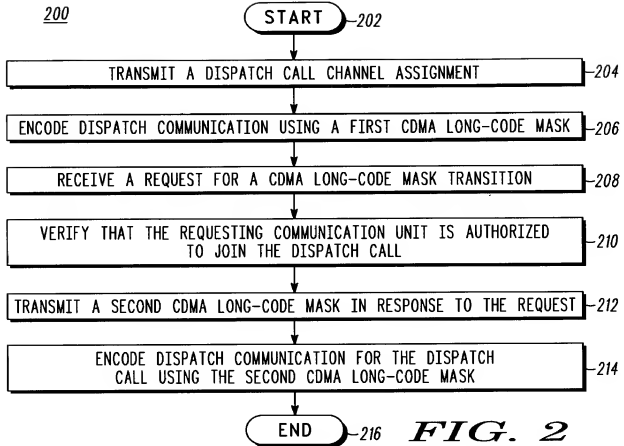 200
START
202
TRANSMIT A DISPATCH CALL CHANNEL ASSIGNMENT
204
ENCODE DISPATCH COMMUNICATION USING A FIRST CDMA LONG-CODE MASK
206
RECEIVE A REQUEST FOR A CDMA LONG-CODE MASK TRANSITION
208
VERIFY THAT THE REQUESTING COMMUNICATION UNIT IS AUTHORIZED
TO JOIN THE DISPATCH CALL
210
TRANSMIT A SECOND CDMA LONG-CODE MASK IN RESPONSE TO THE REQUEST
212
ENCODE DISPATCH COMMUNICATION FOR THE DISPATCH
CALL USING THE SECOND CDMA LONG-CODE MASK
214
END
216
FIG. 2